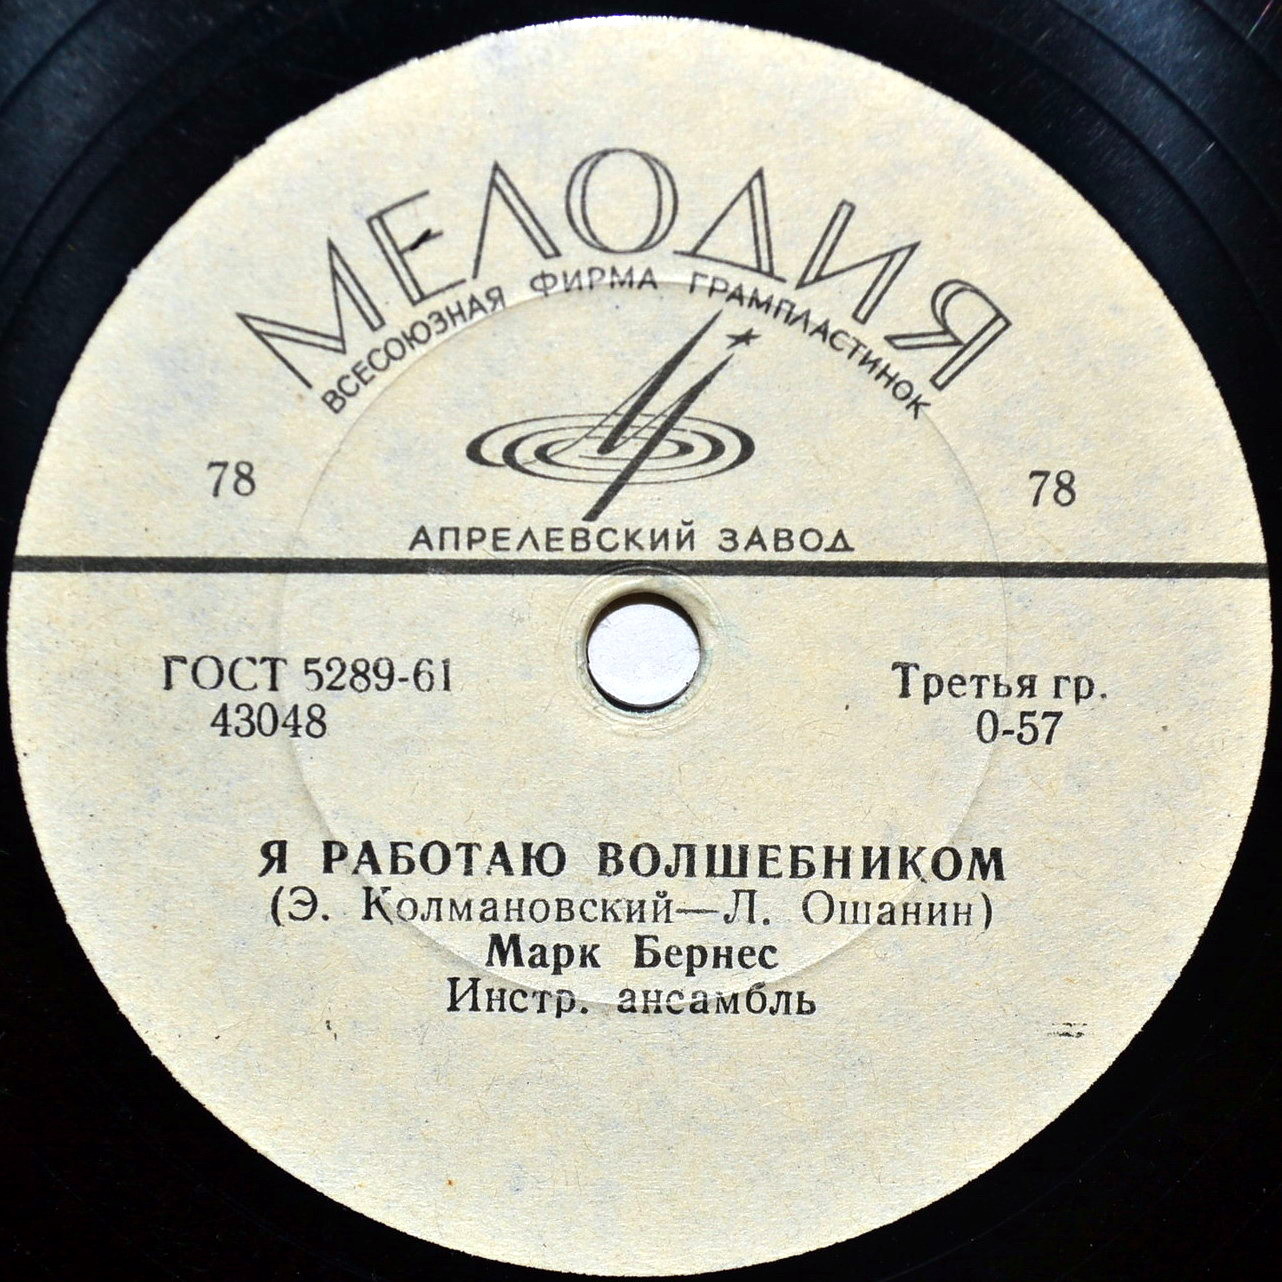 МЕЛОДИЯ
ВСЕСОЮЗНАЯ ФИРМА ГРАМПЛАСТИНОК
78 78
АПРЕЛЕВСКИЙ ЗАВОД
ГОСТ 5289-61 Третья гр.
43048 0-57
Я РАБОТАЮ ВОЛШЕБНИКОМ
(Э. Колмановский—Л. Ошанин)
Марк Бернес
Инстр. ансамбль